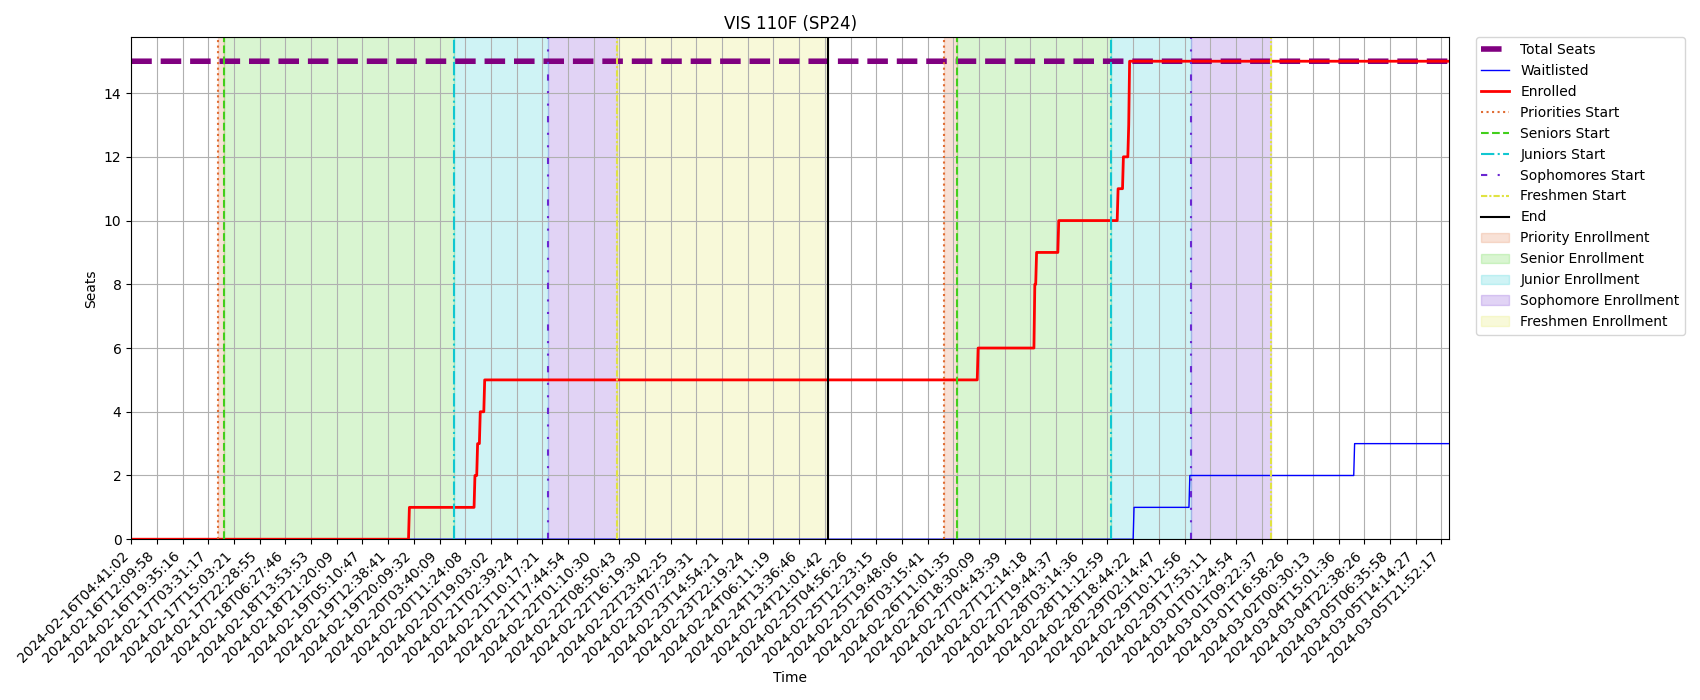 VIS 110F (SP24)
Total Seats
Waitlisted
Enrolled
Priorities Start
Seniors Start
Juniors Start
Sophomores Start
Freshmen Start
End
Priority Enrollment
Senior Enrollment
Junior Enrollment
Sophomore Enrollment
Freshmen Enrollment
Seats
14
12
10
8
6
4
2
0
2024-02-16T04:41:02
2024-02-16T12:09:58
2024-02-16T19:35:16
2024-02-17T03:31:17
2024-02-17T15:03:21
2024-02-17T22:28:55
2024-02-18T06:27:46
2024-02-18T13:53:53
2024-02-18T21:20:09
2024-02-19T05:10:47
2024-02-19T12:38:41
2024-02-19T20:09:32
2024-02-20T03:40:09
2024-02-20T11:24:08
2024-02-20T19:03:02
2024-02-21T02:39:24
2024-02-21T10:17:21
2024-02-21T17:44:54
2024-02-22T01:10:30
2024-02-22T08:50:43
2024-02-22T16:19:30
2024-02-22T23:42:25
2024-02-23T07:29:31
2024-02-23T14:54:21
2024-02-23T22:19:24
2024-02-24T06:11:19
2024-02-24T13:36:46
2024-02-24T21:01:42
2024-02-25T04:56:26
2024-02-25T12:23:15
2024-02-25T19:48:06
2024-02-26T03:15:41
2024-02-26T11:01:35
2024-02-26T18:30:09
2024-02-27T04:43:39
2024-02-27T12:14:18
2024-02-27T19:44:37
2024-02-28T03:14:36
2024-02-28T11:12:59
2024-02-28T18:44:22
2024-02-29T02:14:47
2024-02-29T10:12:56
2024-02-29T17:53:11
2024-03-01T01:24:54
2024-03-01T09:22:37
2024-03-01T16:58:26
2024-03-02T00:30:13
2024-03-04T15:01:36
2024-03-04T22:38:26
2024-03-05T06:35:58
2024-03-05T14:14:27
2024-03-05T21:52:17
Time